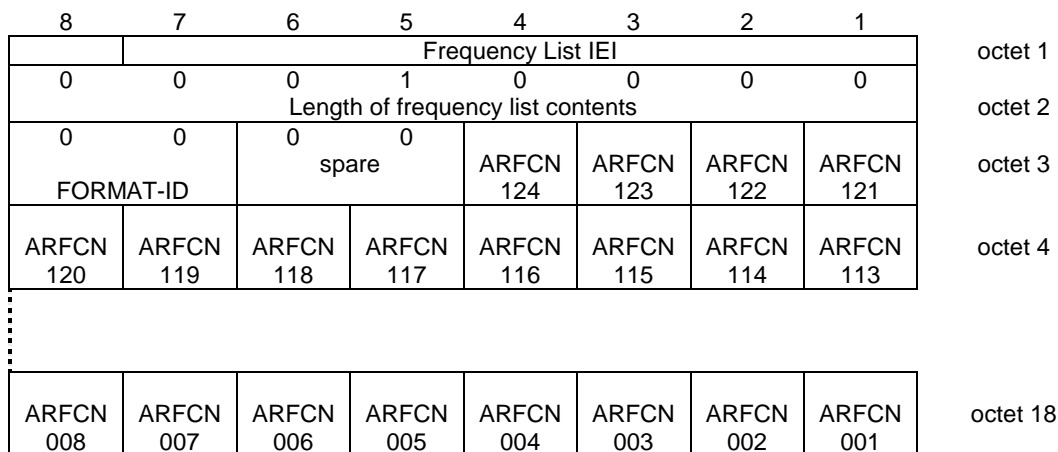 8 7 6 5 4 3 2 1
Frequency List IEI octet 1
0 0 0 1 0 0 0 0
Length of frequency list contents octet 2
0 0 0 0
spare ARFCN ARFCN ARFCN ARFCN octet 3
FORMAT-ID 124 123 122 121
ARFCN ARFCN ARFCN ARFCN ARFCN ARFCN ARFCN ARFCN octet 4
120 119 118 117 116 115 114 113
ARFCN ARFCN ARFCN ARFCN ARFCN ARFCN ARFCN ARFCN octet 18
008 007 006 005 004 003 002 001